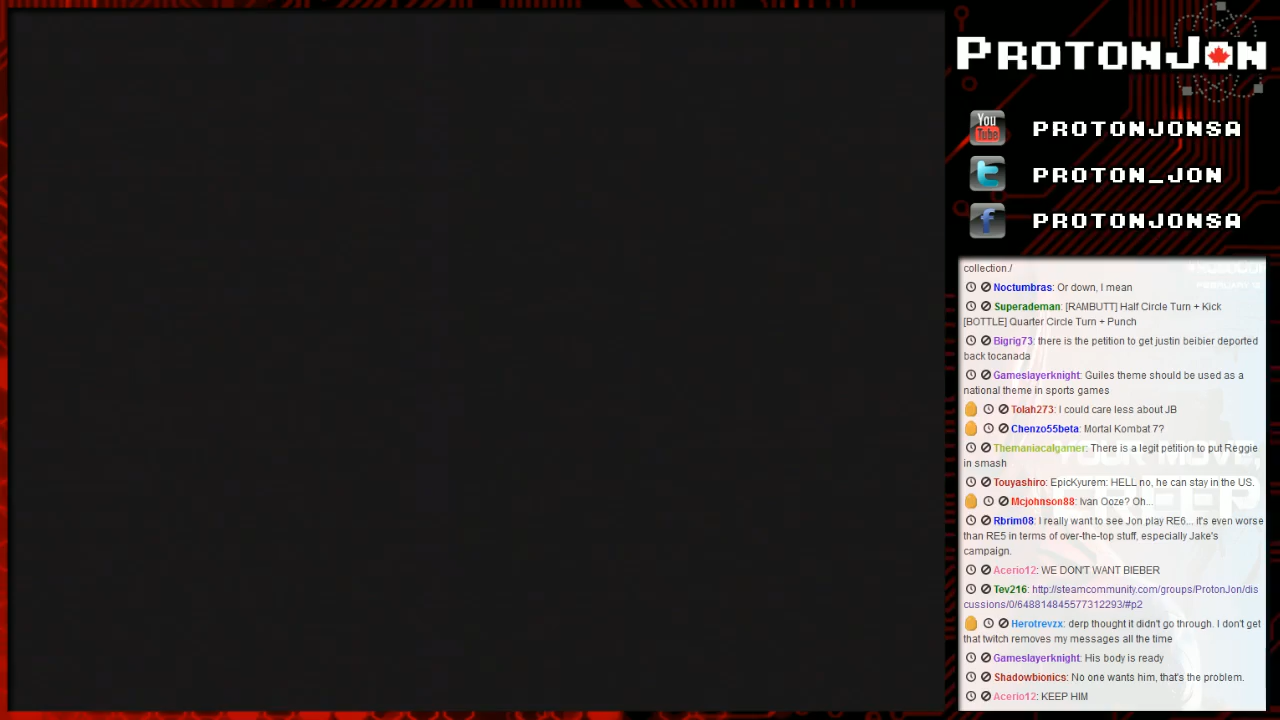 PROTONJON
You
Tube
PROTONJONSA
PROTON_JON
PROTONJONSA
collection./
Noctumbras: Or down, I mean
Superademan: [RAMBUTT] Half Circle Turn + Kick
[BOTTLE] Quarter Circle Turn + Punch
Bigrig73: there is the petition to get justin beibier deported
back tocanada
Gameslayerknight: Guiles theme should be used as a
national theme in sports games
Tolah273: I could care less about JB
Chenzo55beta: Mortal Kombat 7?
Themaniacalgamer: There is a legit petition to put Reggie
in smash
Touyashiro: EpicKyurem: HELL no, he can stay in the US.
Mcjohnson88: Ivan Ooze? Oh...
Rbrim08: I really want to see Jon play RE6... it's even worse
than RE5 in terms of over-the-top stuff, especially Jake's
campaign.
Acerio12: WE DON'T WANT BIEBER
Tev216: http://steamcommunity.com/groups/ProtonJon/dis
cussions/0/648814845577312293/#p2
Herotrevzx: derp thought it didn't go through. I don't get
that twitch removes my messages all the time
Gameslayerknight: His body is ready
Shadowbionics: No one wants him, that's the problem.
Acerio12: KEEP HIM